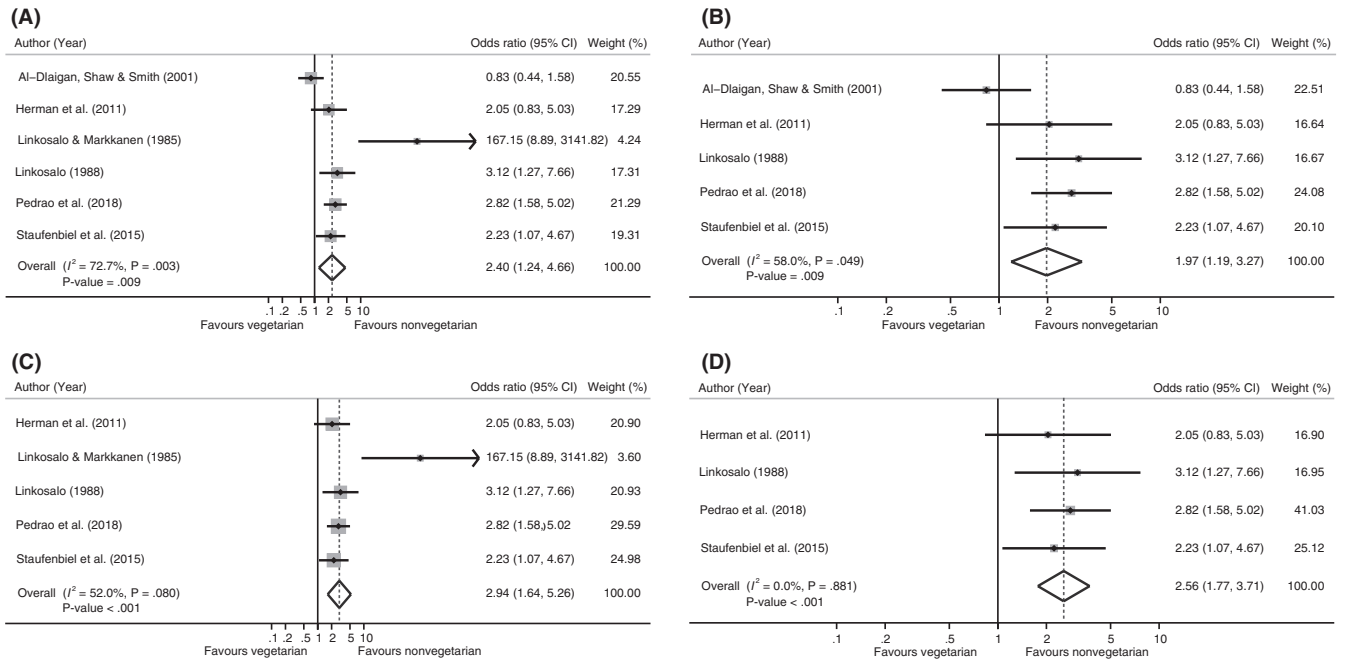 (A)
Author (Year) Odds ratio (95% CI) Weight (%)
Al–Dlaigan, Shaw & Smith (2001) 0.83 (0.44, 1.58) 20.55
Herman et al. (2011) 2.05 (0.83, 5.03) 17.29
Linkosalo & Markkanen (1985) 167.15 (8.89, 3141.82) 4.24
Linkosalo (1988) 3.12 (1.27, 7.66) 17.31
Pedrao et al. (2018) 2.82 (1.58, 5.02) 21.29
Staufenbiel et al. (2015) 2.23 (1.07, 4.67) 19.31
Overall (I² = 72.7%, P = .003) 2.40 (1.24, 4.66) 100.00
P-value = .009
.1 .2 .5 1 2 5 10
Favours vegetarian Favours nonvegetarian
(B)
Author (Year) Odds ratio (95% CI) Weight (%)
Al–Dlaigan, Shaw & Smith (2001) 0.83 (0.44, 1.58) 22.51
Herman et al. (2011) 2.05 (0.83, 5.03) 16.64
Linkosalo (1988) 3.12 (1.27, 7.66) 16.67
Pedrao et al. (2018) 2.82 (1.58, 5.02) 24.08
Staufenbiel et al. (2015) 2.23 (1.07, 4.67) 20.10
Overall (I² = 58.0%, P = .049) 1.97 (1.19, 3.27) 100.00
P-value = .009
.1 .2 .5 1 2 5 10
Favours vegetarian Favours nonvegetarian
(C)
Author (Year) Odds ratio (95% CI) Weight (%)
Herman et al. (2011) 2.05 (0.83, 5.03) 20.90
Linkosalo & Markkanen (1985) 167.15 (8.89, 3141.82) 3.60
Linkosalo (1988) 3.12 (1.27, 7.66) 20.93
Pedrao et al. (2018) 2.82 (1.58,)5.02 29.59
Staufenbiel et al. (2015) 2.23 (1.07, 4.67) 24.98
Overall (I² = 52.0%, P = .080) 2.94 (1.64, 5.26) 100.00
P-value < .001
.1 .2 .5 1 2 5 10
Favours vegetarian Favours nonvegetarian
(D)
Author (Year) Odds ratio (95% CI) Weight (%)
Herman et al. (2011) 2.05 (0.83, 5.03) 16.90
Linkosalo (1988) 3.12 (1.27, 7.66) 16.95
Pedrao et al. (2018) 2.82 (1.58, 5.02) 41.03
Staufenbiel et al. (2015) 2.23 (1.07, 4.67) 25.12
Overall (I² = 0.0%, P = .881) 2.56 (1.77, 3.71) 100.00
P-value < .001
.1 .2 .5 1 2 5 10
Favours vegetarian Favours nonvegetarian